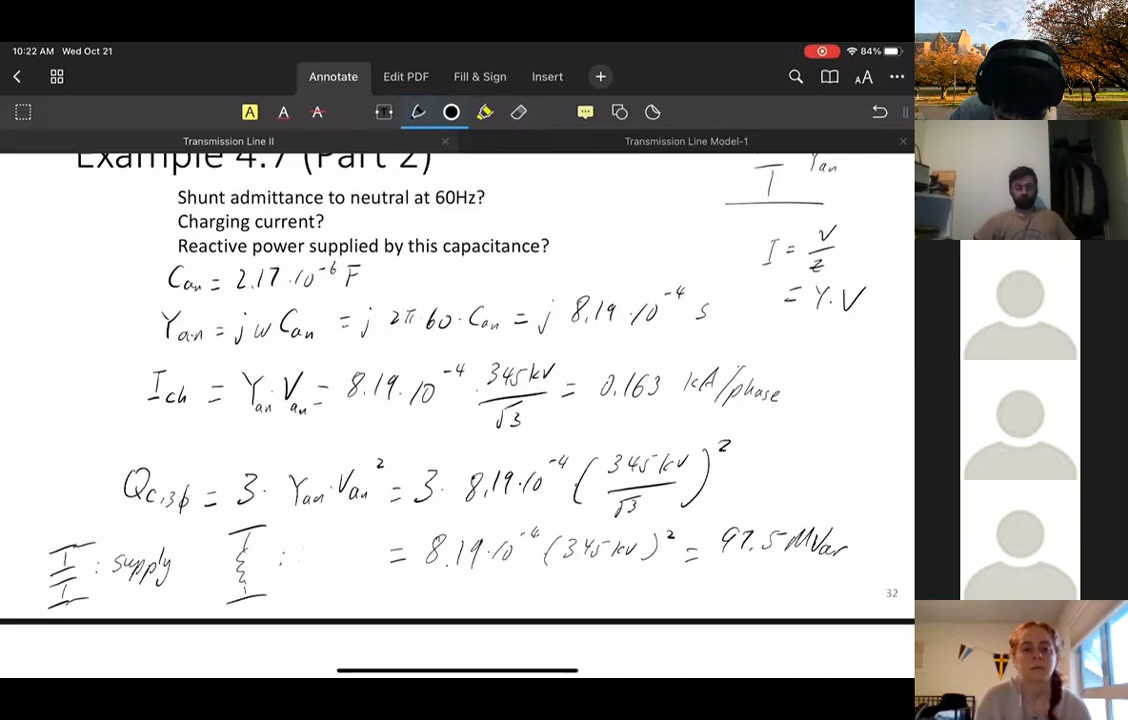 10:22 AM Wed Oct 21
84%
Annotate Edit PDF Fill & Sign Insert
Transmission Line II
Transmission Line Model-1
Example 4.7 (Part 2)
Yan
Shunt admittance to neutral at 60Hz?
Charging current?
Reactive power supplied by this capacitance?
I = V/Z
= Y·V
Can = 2.17·10⁻⁶ F
Ya-n = jω Can = j 2π·60·Can = j 8.19·10⁻⁴ S
Ich = Yan·Van = 8.19·10⁻⁴ · 345kV/√3 = 0.163 kA/phase
Qc,3ϕ = 3· Yan·Van² = 3· 8.19·10⁻⁴ (345kV/√3)²
= 8.19·10⁻⁴ (345kV)² = 97.5 MVar
: supply :
32